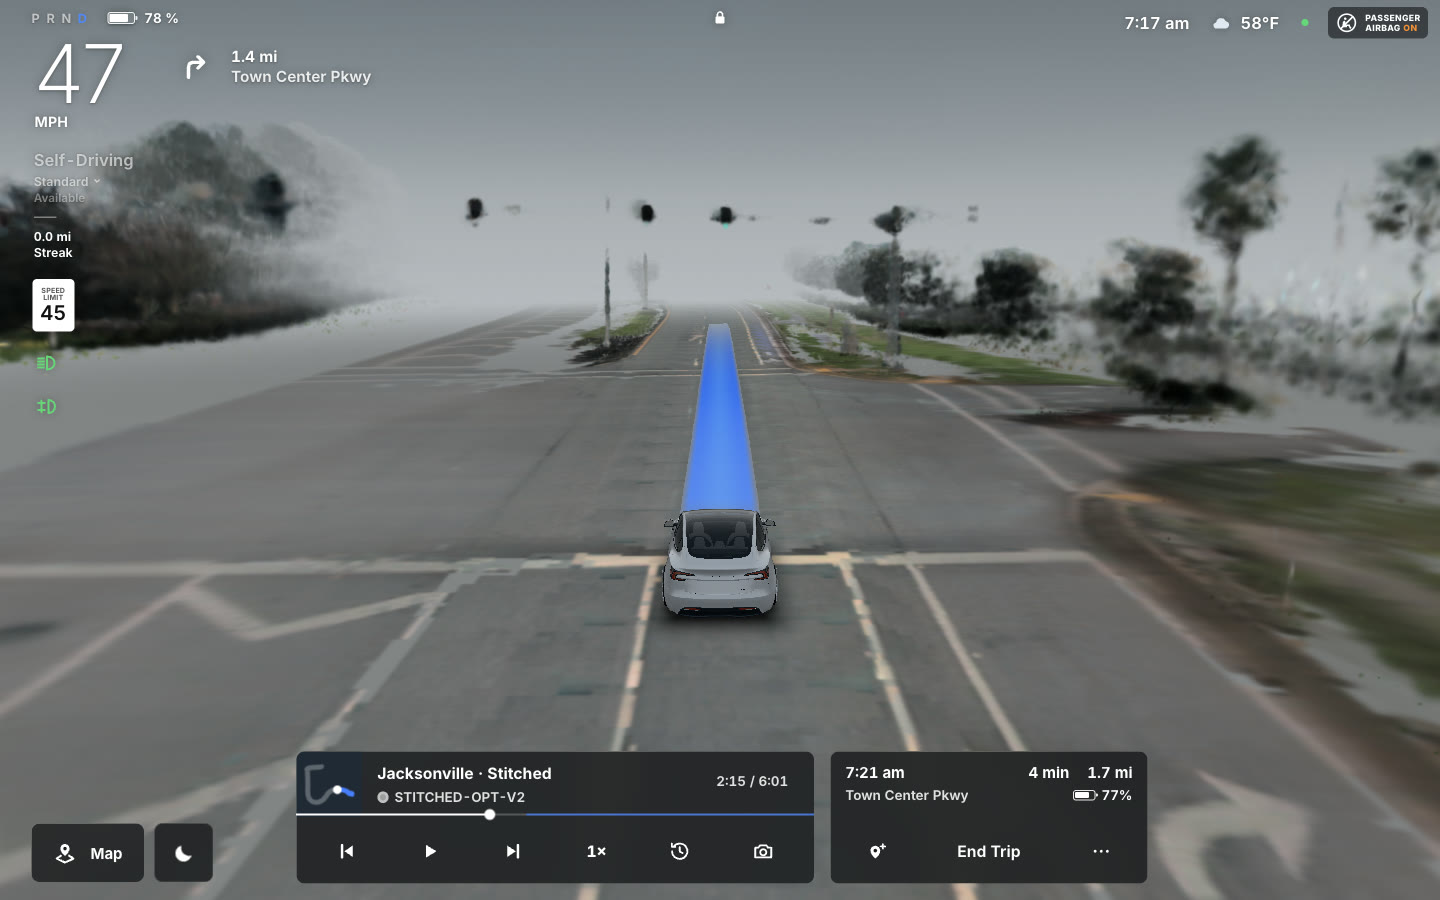 P R N D
78 %
7:17 am
58°F
PASSENGER
AIRBAG ON
47
MPH
1.4 mi
Town Center Pkwy
Self-Driving
Standard
Available
0.0 mi
Streak
SPEED
LIMIT
45
Jacksonville · Stitched
STITCHED-OPT-V2
2:15 / 6:01
1×
7:21 am
4 min
1.7 mi
Town Center Pkwy
77%
End Trip
Map